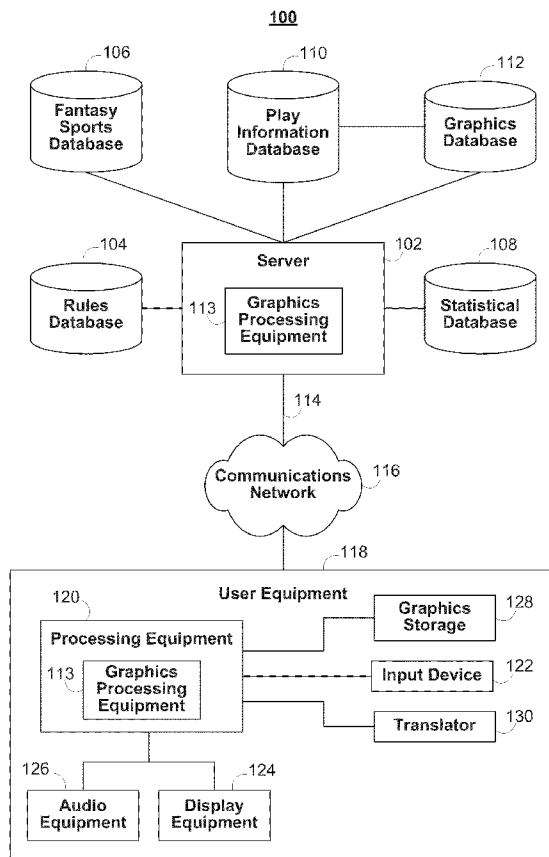 100
106
110
112
Fantasy
Sports
Database
Play
Information
Database
Graphics
Database
104
102
108
Rules
Database
Server
113
Graphics
Processing
Equipment
Statistical
Database
114
Communications
Network
116
118
User Equipment
120
Processing Equipment
113
Graphics
Processing
Equipment
Graphics
Storage
128
Input Device
122
Translator
130
126
124
Audio
Equipment
Display
Equipment